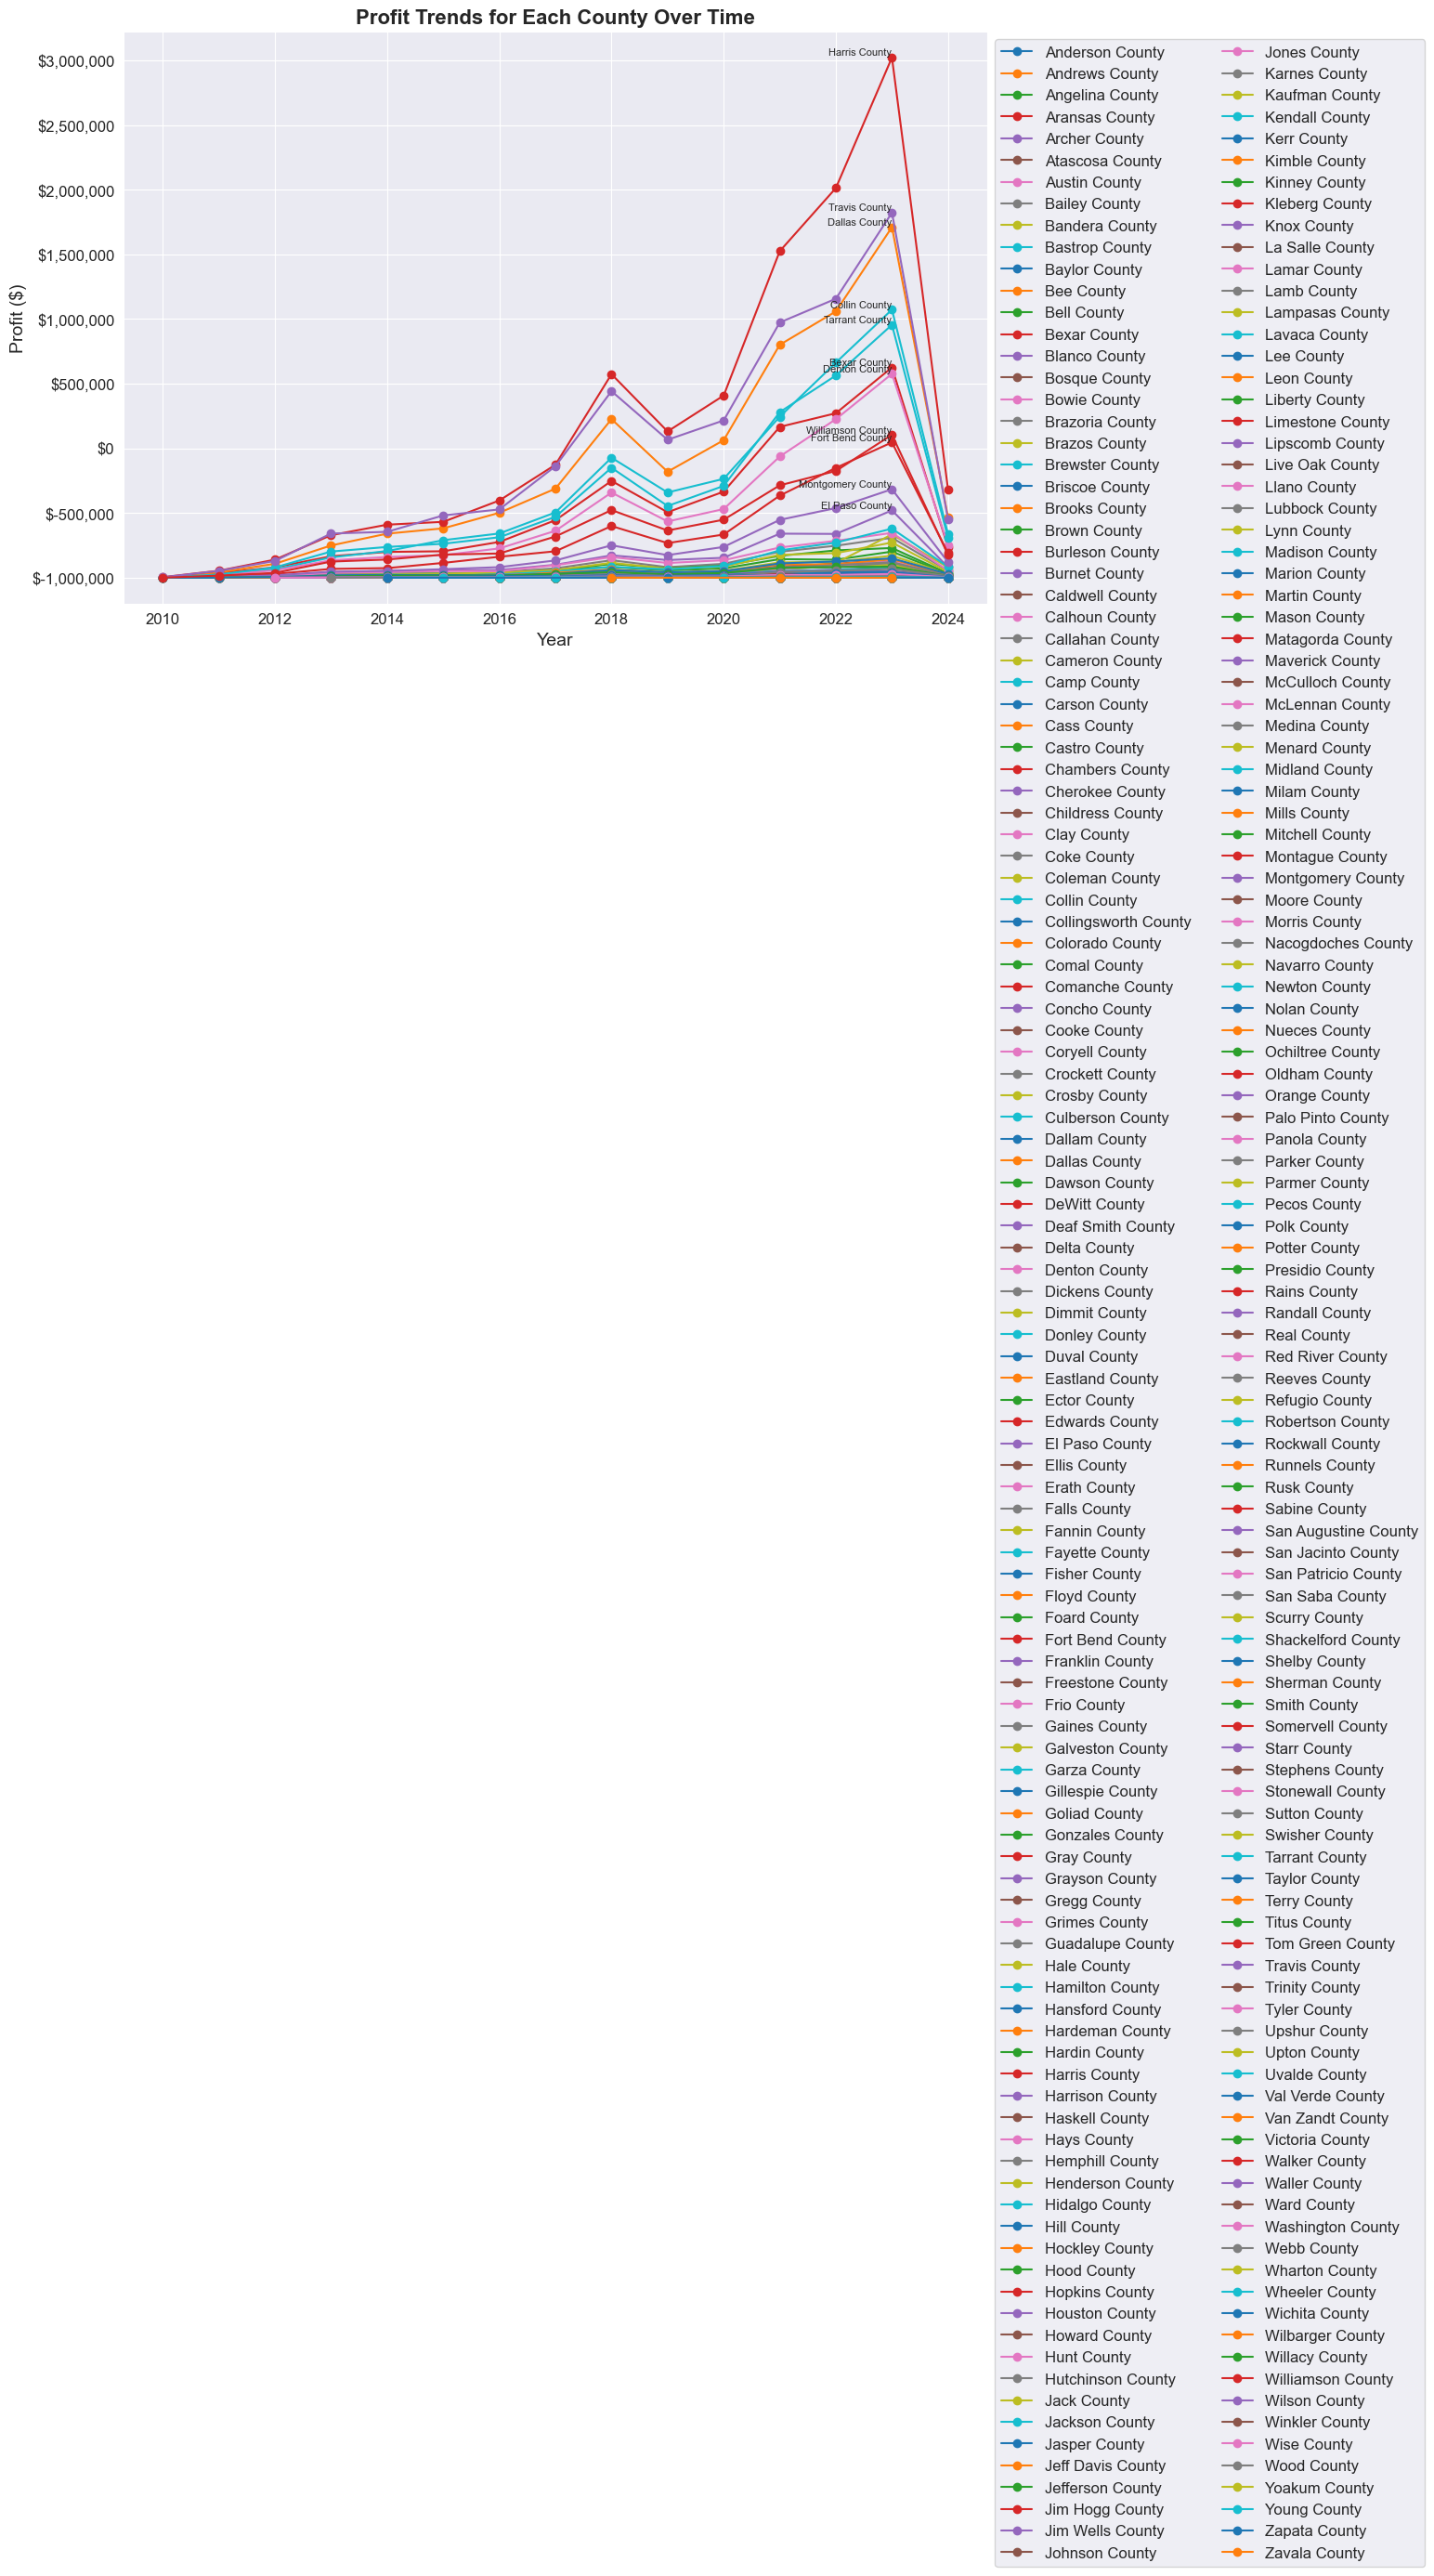 Profit Trends for Each County Over Time
Profit ($)
$3,000,000
$2,500,000
$2,000,000
$1,500,000
$1,000,000
$500,000
$0
$-500,000
$-1,000,000
Harris County
Travis County
Dallas County
Collin County
Tarrant County
Bexar County
Denton County
Williamson County
Fort Bend County
Montgomery County
El Paso County
2010 2012 2014 2016 2018 2020 2022 2024
Year
Anderson County
Andrews County
Angelina County
Aransas County
Archer County
Atascosa County
Austin County
Bailey County
Bandera County
Bastrop County
Baylor County
Bee County
Bell County
Bexar County
Blanco County
Bosque County
Bowie County
Brazoria County
Brazos County
Brewster County
Briscoe County
Brooks County
Brown County
Burleson County
Burnet County
Caldwell County
Calhoun County
Callahan County
Cameron County
Camp County
Carson County
Cass County
Castro County
Chambers County
Cherokee County
Childress County
Clay County
Coke County
Coleman County
Collin County
Collingsworth County
Colorado County
Comal County
Comanche County
Concho County
Cooke County
Coryell County
Crockett County
Crosby County
Culberson County
Dallam County
Dallas County
Dawson County
DeWitt County
Deaf Smith County
Delta County
Denton County
Dickens County
Dimmit County
Donley County
Duval County
Eastland County
Ector County
Edwards County
El Paso County
Ellis County
Erath County
Falls County
Fannin County
Fayette County
Fisher County
Floyd County
Foard County
Fort Bend County
Franklin County
Freestone County
Frio County
Gaines County
Galveston County
Garza County
Gillespie County
Goliad County
Gonzales County
Gray County
Grayson County
Gregg County
Grimes County
Guadalupe County
Hale County
Hamilton County
Hansford County
Hardeman County
Hardin County
Harris County
Harrison County
Haskell County
Hays County
Hemphill County
Henderson County
Hidalgo County
Hill County
Hockley County
Hood County
Hopkins County
Houston County
Howard County
Hunt County
Hutchinson County
Jack County
Jackson County
Jasper County
Jeff Davis County
Jefferson County
Jim Hogg County
Jim Wells County
Johnson County
Jones County
Karnes County
Kaufman County
Kendall County
Kerr County
Kimble County
Kinney County
Kleberg County
Knox County
La Salle County
Lamar County
Lamb County
Lampasas County
Lavaca County
Lee County
Leon County
Liberty County
Limestone County
Lipscomb County
Live Oak County
Llano County
Lubbock County
Lynn County
Madison County
Marion County
Martin County
Mason County
Matagorda County
Maverick County
McCulloch County
McLennan County
Medina County
Menard County
Midland County
Milam County
Mills County
Mitchell County
Montague County
Montgomery County
Moore County
Morris County
Nacogdoches County
Navarro County
Newton County
Nolan County
Nueces County
Ochiltree County
Oldham County
Orange County
Palo Pinto County
Panola County
Parker County
Parmer County
Pecos County
Polk County
Potter County
Presidio County
Rains County
Randall County
Real County
Red River County
Reeves County
Refugio County
Robertson County
Rockwall County
Runnels County
Rusk County
Sabine County
San Augustine County
San Jacinto County
San Patricio County
San Saba County
Scurry County
Shackelford County
Shelby County
Sherman County
Smith County
Somervell County
Starr County
Stephens County
Stonewall County
Sutton County
Swisher County
Tarrant County
Taylor County
Terry County
Titus County
Tom Green County
Travis County
Trinity County
Tyler County
Upshur County
Upton County
Uvalde County
Val Verde County
Van Zandt County
Victoria County
Walker County
Waller County
Ward County
Washington County
Webb County
Wharton County
Wheeler County
Wichita County
Wilbarger County
Willacy County
Williamson County
Wilson County
Winkler County
Wise County
Wood County
Yoakum County
Young County
Zapata County
Zavala County